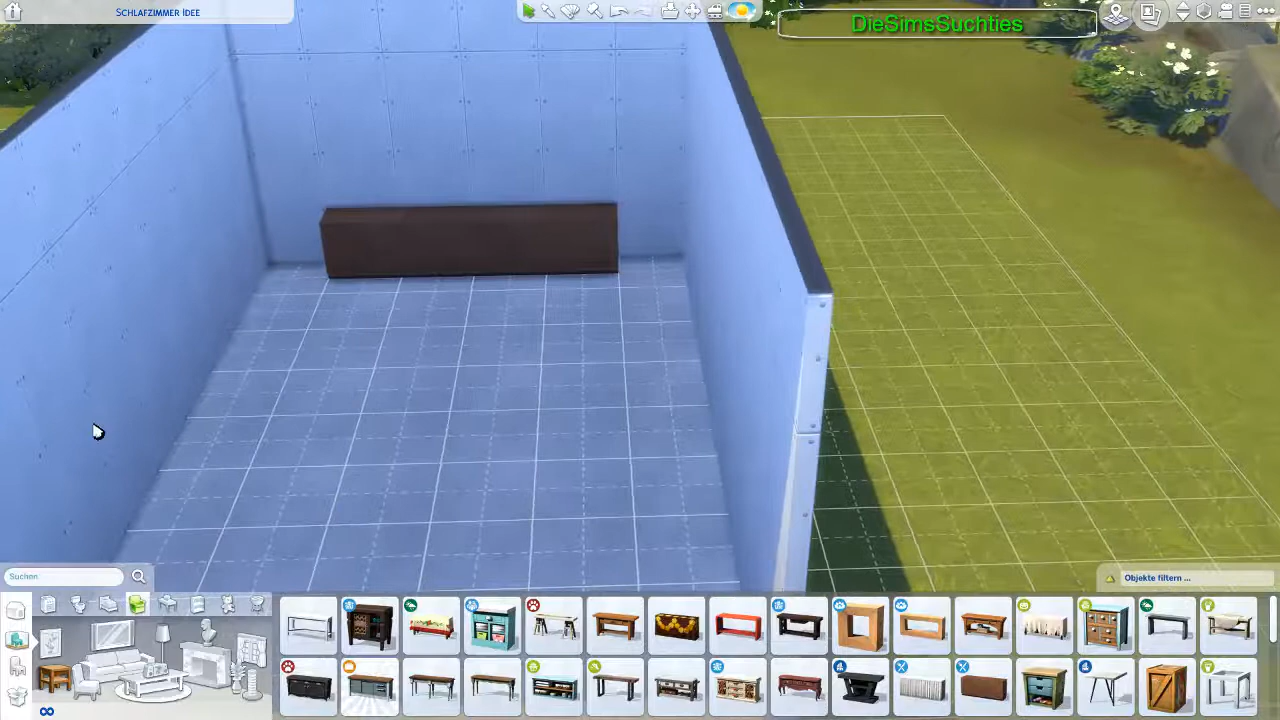 Schlafzimmer Idee
DieSimsSuchties
Suchen
Objekte filtern ...